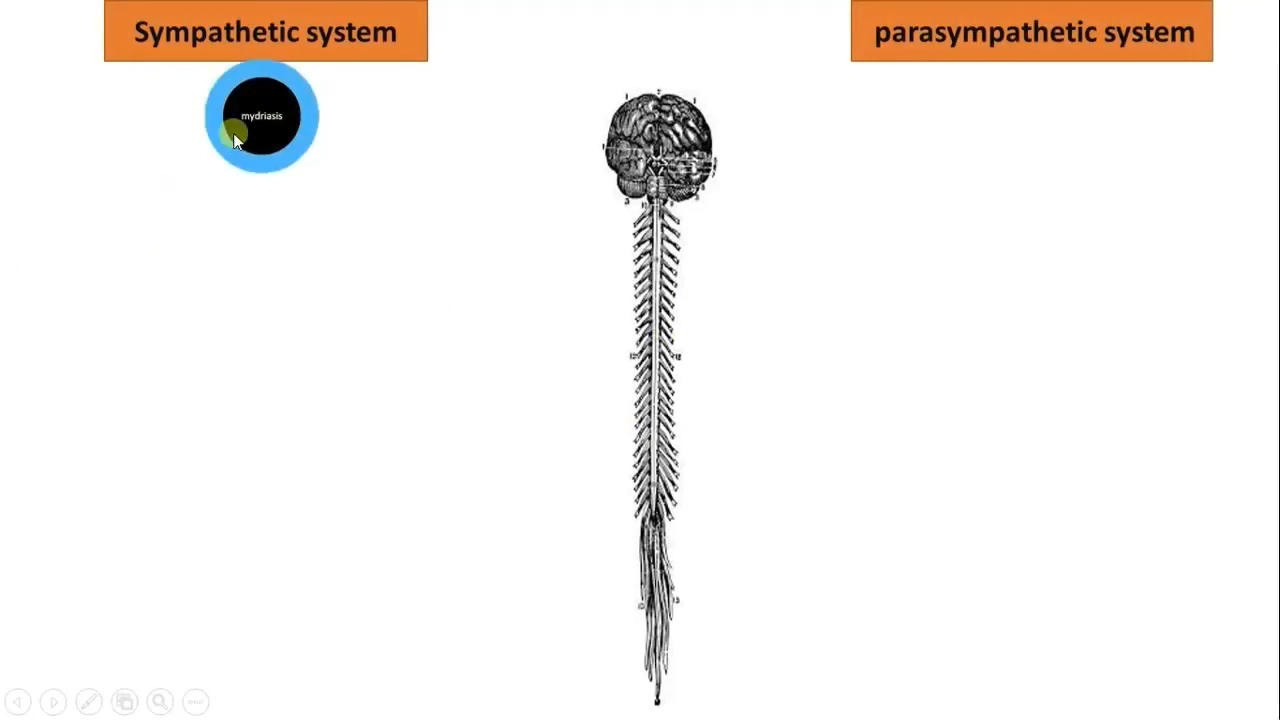 Sympathetic system
parasympathetic system
mydriasis